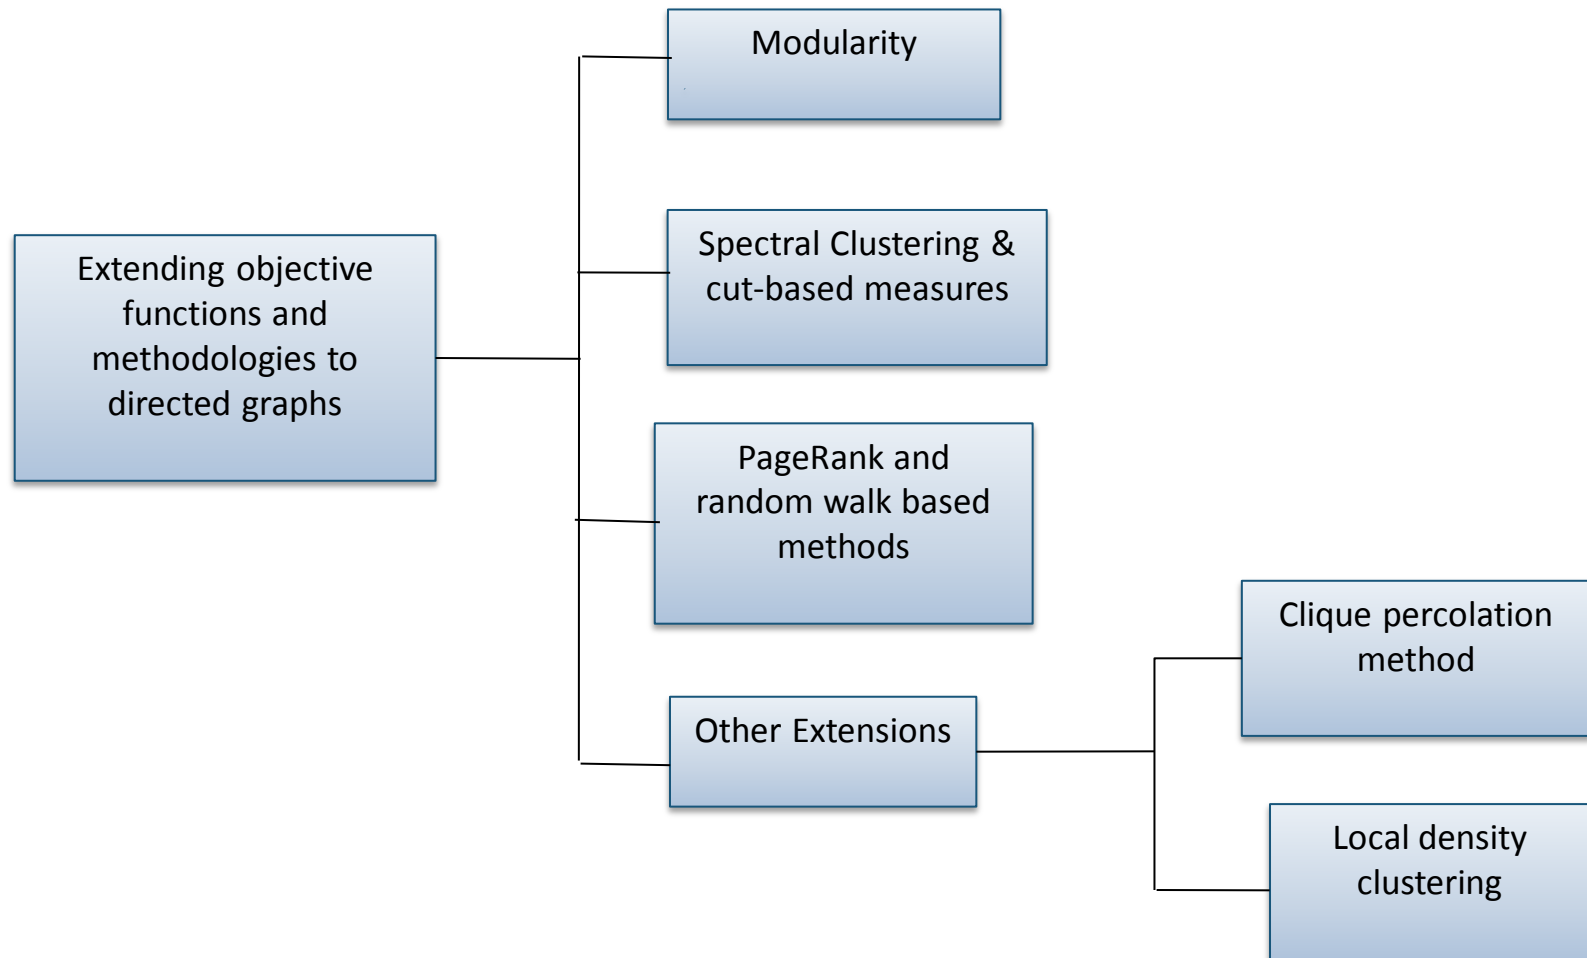 Modularity
Extending objective
functions and
methodologies to
directed graphs
Spectral Clustering &
cut-based measures
PageRank and
random walk based
methods
Other Extensions
Clique percolation
method
Local density
clustering